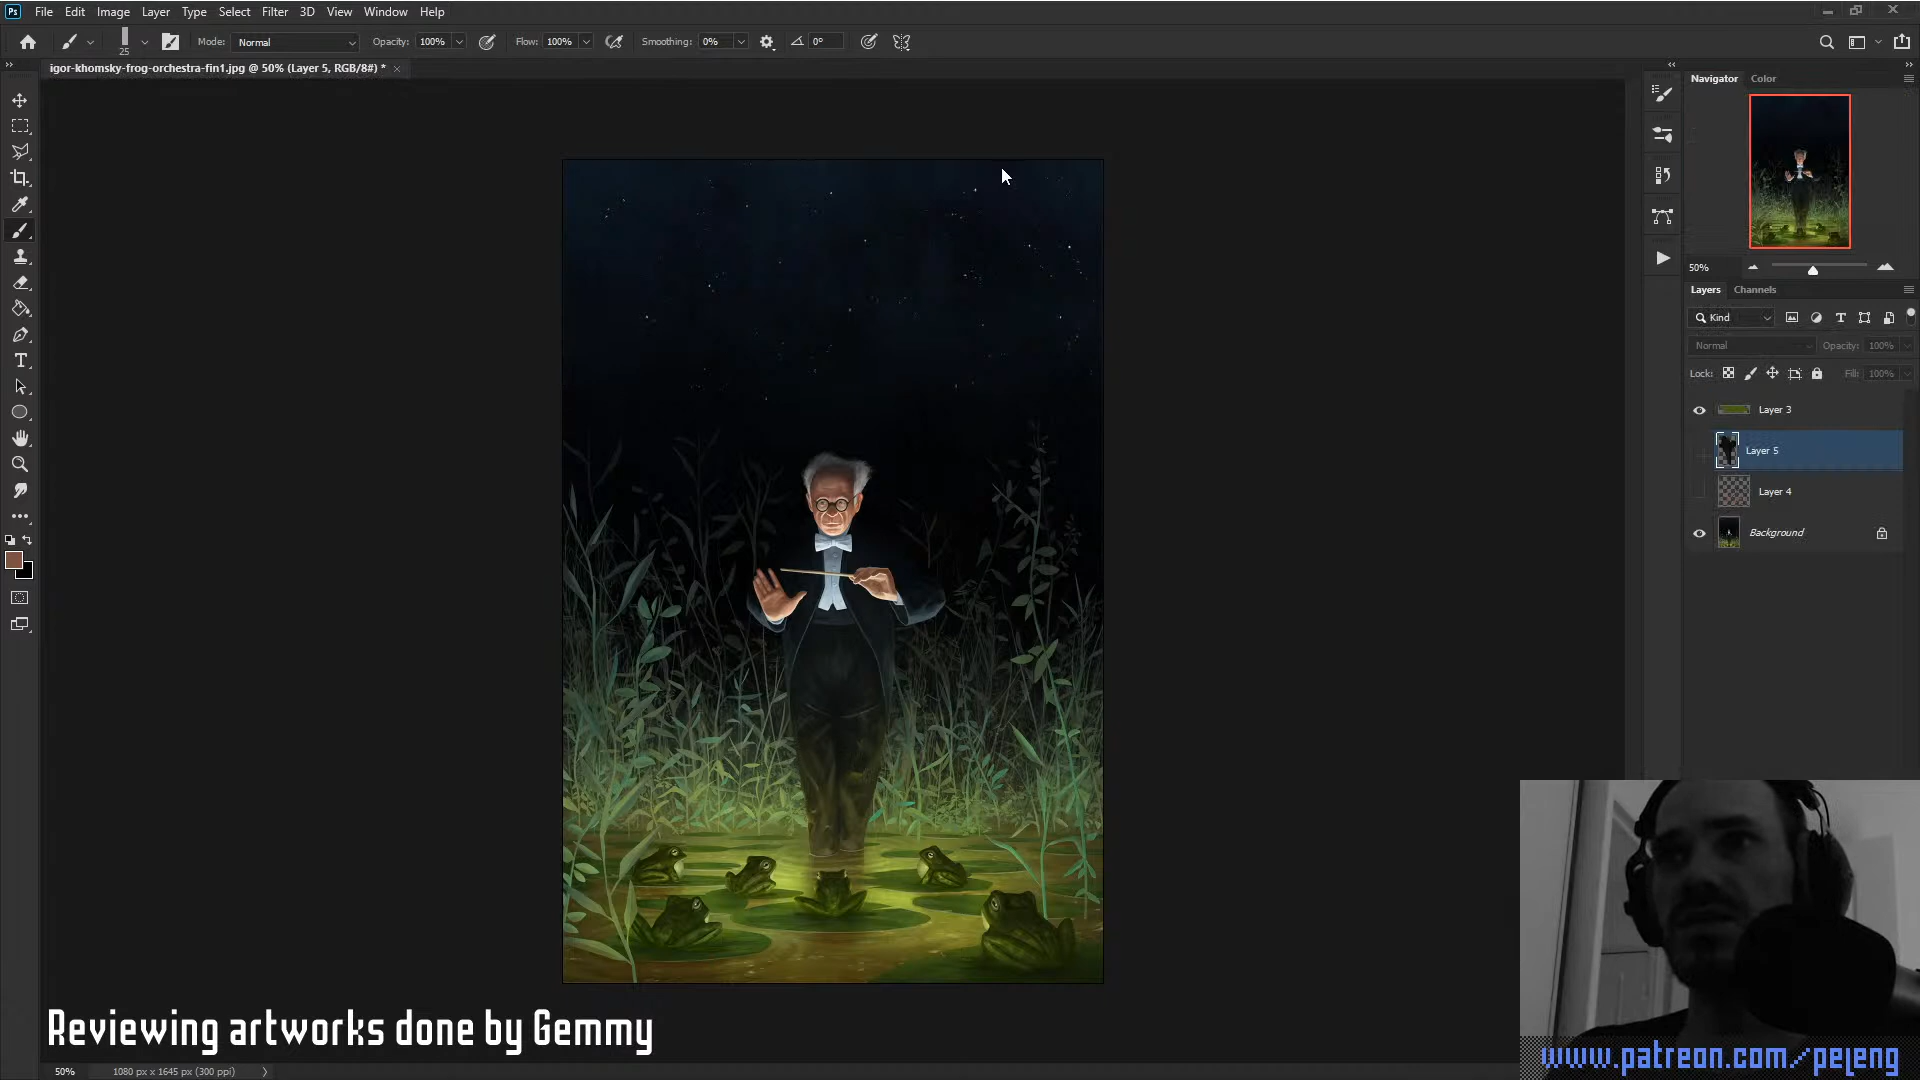 Ps File Edit Image Layer Type Select Filter 3D View Window Help
25 Mode: Normal Opacity: 100% Flow: 100% Smoothing: 0% 0°
igor-khomsky-frog-orchestra-fin1.jpg @ 50% (Layer 5, RGB/8#) *
Navigator Color
50%
Layers Channels
Kind
Normal Opacity: 100%
Lock: Fill: 100%
Layer 3
Layer 5
Layer 4
Background
Reviewing artworks done by Gemmy
www.patreon.com/peleng
50% 1080 px x 1645 px (300 ppi)